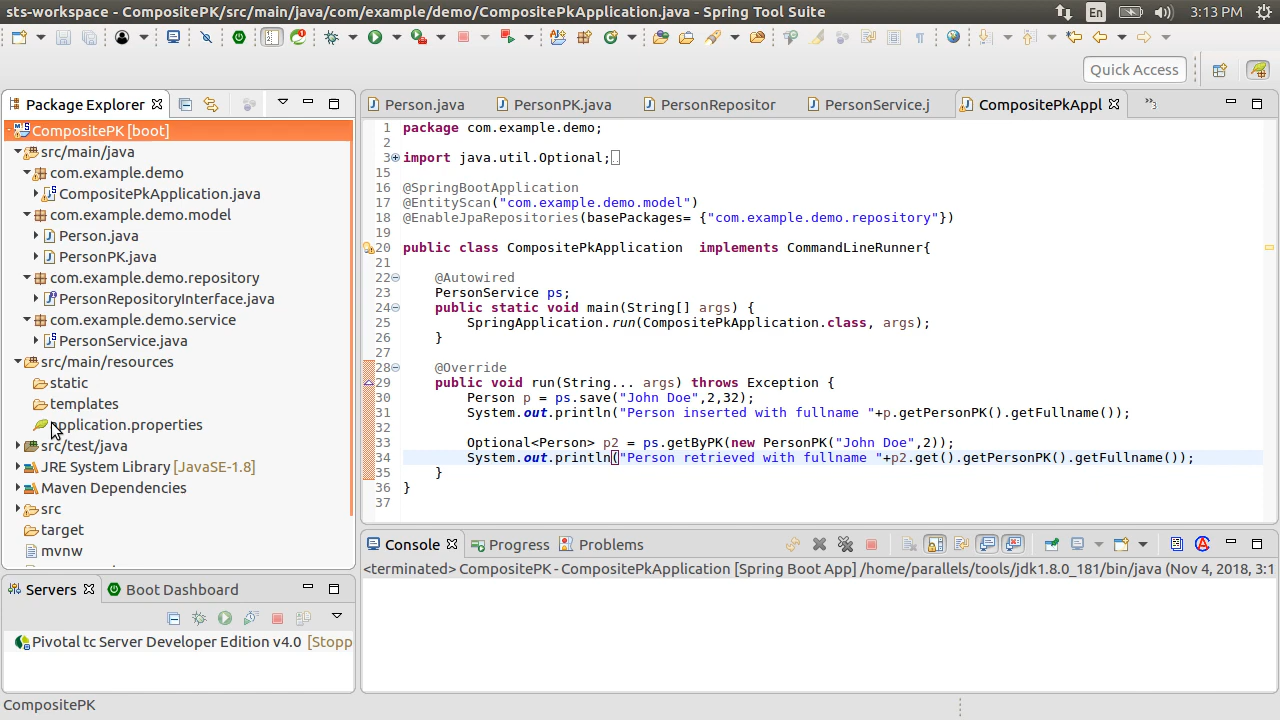 sts-workspace - CompositePK/src/main/java/com/example/demo/CompositePkApplication.java - Spring Tool Suite
En
3:13 PM
Quick Access
Package Explorer
CompositePK [boot]
src/main/java
com.example.demo
CompositePkApplication.java
com.example.demo.model
Person.java
PersonPK.java
com.example.demo.repository
PersonRepositoryInterface.java
com.example.demo.service
PersonService.java
src/main/resources
static
templates
application.properties
src/test/java
JRE System Library [JavaSE-1.8]
Maven Dependencies
src
target
mvnw
Servers
Boot Dashboard
Pivotal tc Server Developer Edition v4.0 [Stopp
Person.java
PersonPK.java
PersonRepositor
PersonService.j
CompositePkAppl
1 package com.example.demo;
2
3 import java.util.Optional;
15
16 @SpringBootApplication
17 @EntityScan("com.example.demo.model")
18 @EnableJpaRepositories(basePackages= {"com.example.demo.repository"})
19
20 public class CompositePkApplication  implements CommandLineRunner{
21
22 @Autowired
23 PersonService ps;
24 public static void main(String[] args) {
25 SpringApplication.run(CompositePkApplication.class, args);
26 }
27
28 @Override
29 public void run(String... args) throws Exception {
30 Person p = ps.save("John Doe",2,32);
31 System.out.println("Person inserted with fullname "+p.getPersonPK().getFullname());
32
33 Optional<Person> p2 = ps.getByPK(new PersonPK("John Doe",2));
34 System.out.println("Person retrieved with fullname "+p2.get().getPersonPK().getFullname());
35 }
36 }
37
Console
Progress
Problems
<terminated> CompositePK - CompositePkApplication [Spring Boot App] /home/parallels/tools/jdk1.8.0_181/bin/java (Nov 4, 2018, 3:1
CompositePK